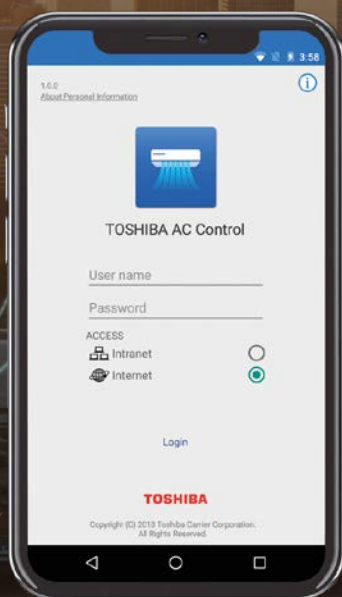 3:58
1.0.0
About Personal Information
TOSHIBA AC Control
User name
Password
ACCESS
Intranet
Internet
Login
TOSHIBA
Copyright (C) 2018 Toshiba Carrier Corporation.
All Rights Reserved.